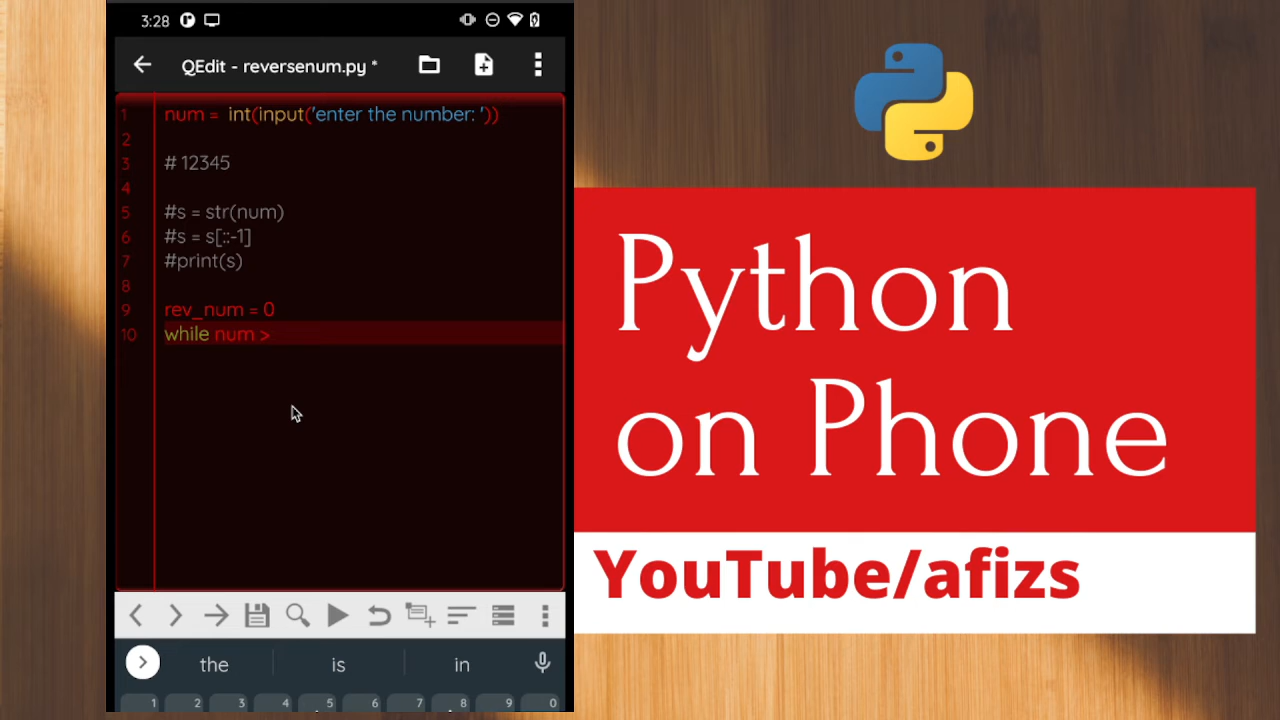 3:28
QEdit - reversenum.py *
1 num = int(input('enter the number: '))
2
3 # 12345
4
5 #s = str(num)
6 #s = s[::-1]
7 #print(s)
8
9 rev_num = 0
10 while num >
the is in
1 2 3 4 5 6 7 8 9 0
Python
on Phone
YouTube/afizs